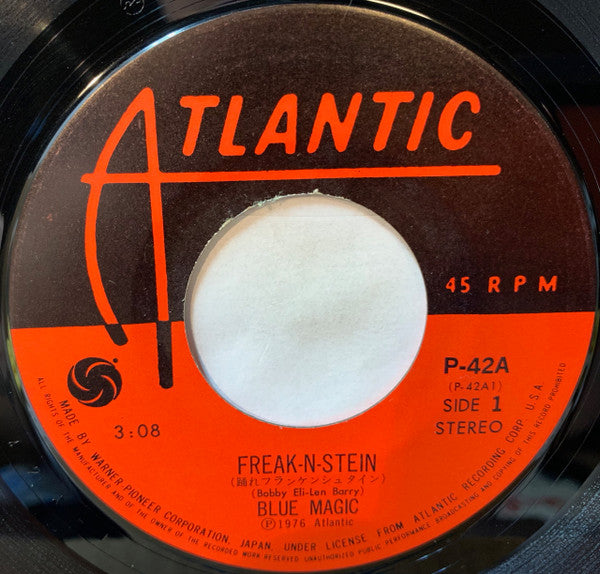 ATLANTIC
45 RPM
P-42A
(P-42A1)
SIDE 1
STEREO
3:08
FREAK-N-STEIN
(踊れフランケンシュタイン)
(Bobby Eli-Len Barry)
BLUE MAGIC
Ⓟ1976 Atlantic
MADE BY WARNER-PIONEER CORPORATION, JAPAN, UNDER LICENSE FROM ATLANTIC RECORDING CORP. U.S.A.
ALL RIGHTS OF THE MANUFACTURER AND OF THE OWNER OF THE RECORDED WORK RESERVED. UNAUTHORIZED PUBLIC PERFORMANCE, BROADCASTING AND COPYING OF THIS RECORD PROHIBITED